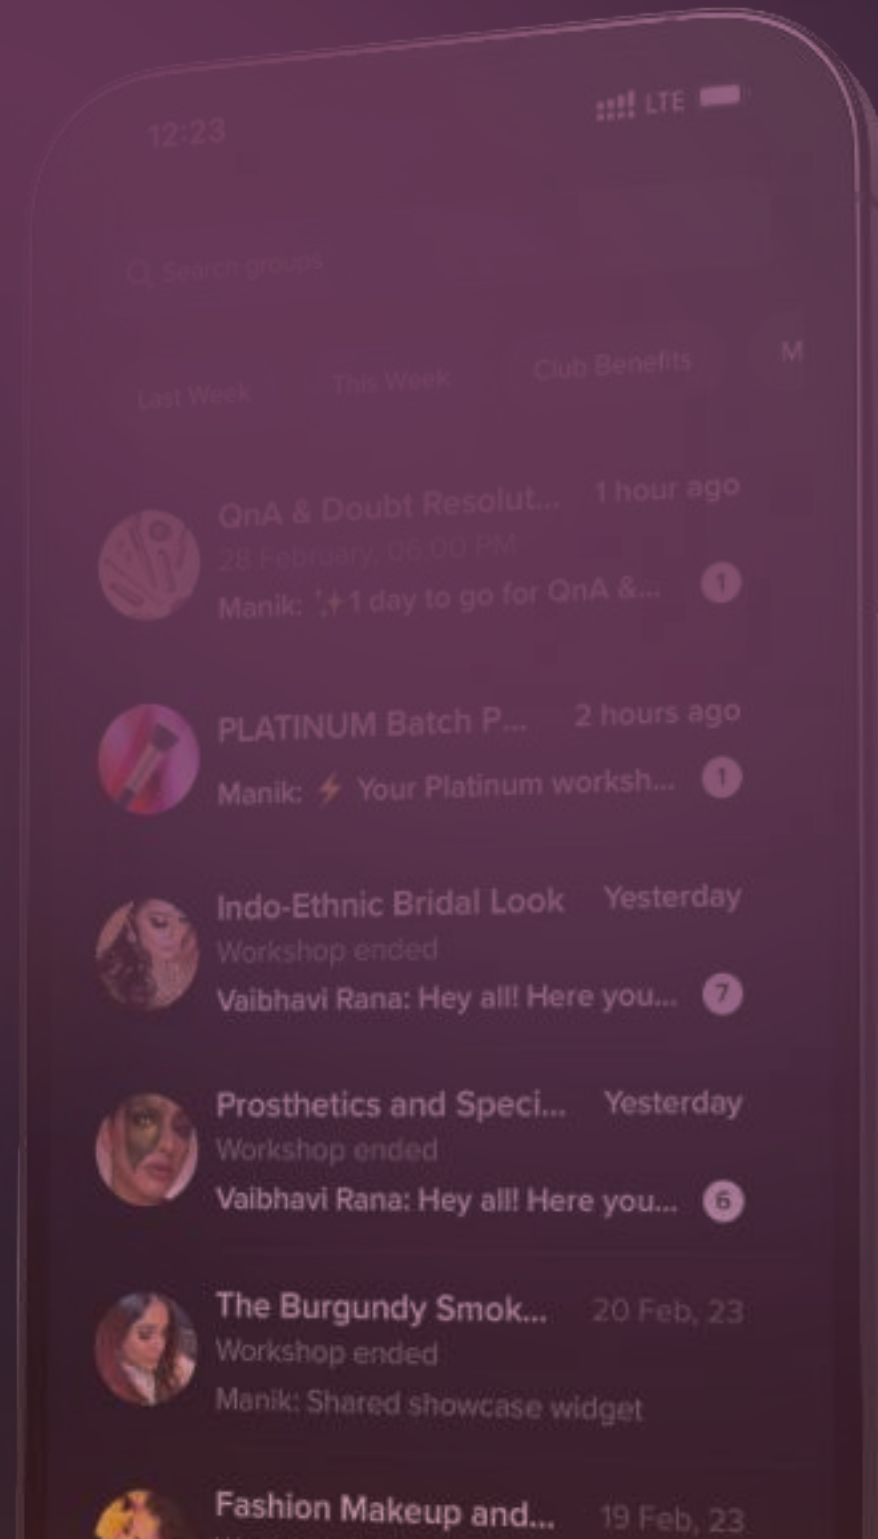 12:23 LTE
Search groups
Last Week This Week Club Benefits M
QnA & Doubt Resolut... 1 hour ago
28 February, 06:00 PM
Manik: ✨1 day to go for QnA &... 1
PLATINUM Batch P... 2 hours ago
Manik: ⚡ Your Platinum worksh... 1
Indo-Ethnic Bridal Look Yesterday
Workshop ended
Vaibhavi Rana: Hey all! Here you... 7
Prosthetics and Speci... Yesterday
Workshop ended
Vaibhavi Rana: Hey all! Here you... 6
The Burgundy Smok... 20 Feb, 23
Workshop ended
Manik: Shared showcase widget
Fashion Makeup and... 19 Feb, 23